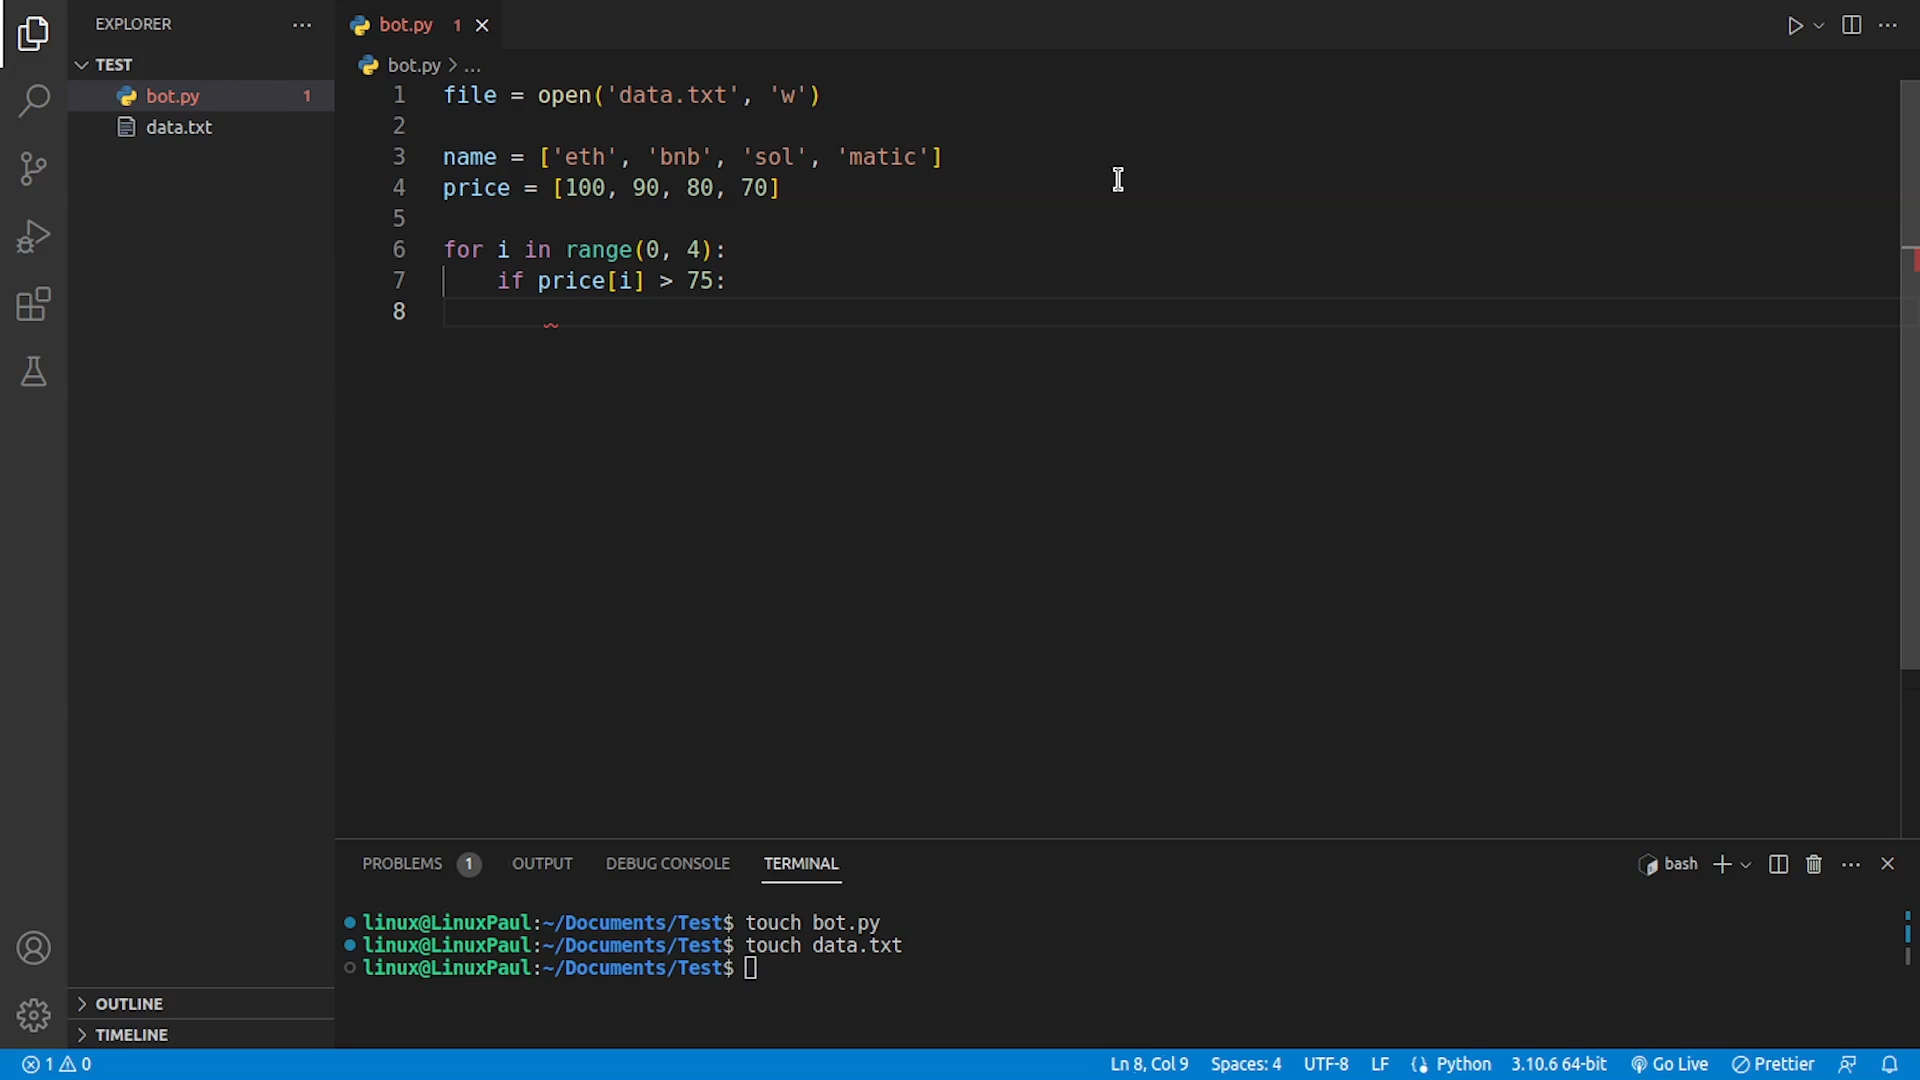 EXPLORER
TEST
bot.py 1
data.txt
OUTLINE
TIMELINE
bot.py 1
bot.py > ...
1 file = open('data.txt', 'w')
2
3 name = ['eth', 'bnb', 'sol', 'matic']
4 price = [100, 90, 80, 70]
5
6 for i in range(0, 4):
7 if price[i] > 75:
8
PROBLEMS 1 OUTPUT DEBUG CONSOLE TERMINAL bash
linux@LinuxPaul:~/Documents/Test$ touch bot.py
linux@LinuxPaul:~/Documents/Test$ touch data.txt
linux@LinuxPaul:~/Documents/Test$
1 0 Ln 8, Col 9 Spaces: 4 UTF-8 LF Python 3.10.6 64-bit Go Live Prettier